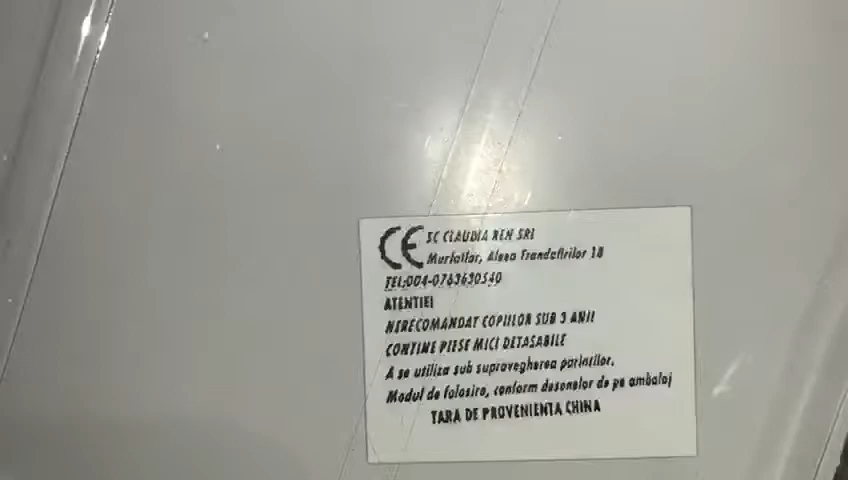 CE SC CLAUDIA REN SRL
Murfatlar, Aleea Trandafirilor 18
TEL:004-0763630540
ATENTIE!
NERECOMANDAT COPIILOR SUB 3 ANI!
CONTINE PIESE MICI DETASABILE
A se utiliza sub supravegherea parintilor.
Modul de folosire, conform desenelor de pe ambalaj
TARA DE PROVENIENTA CHINA